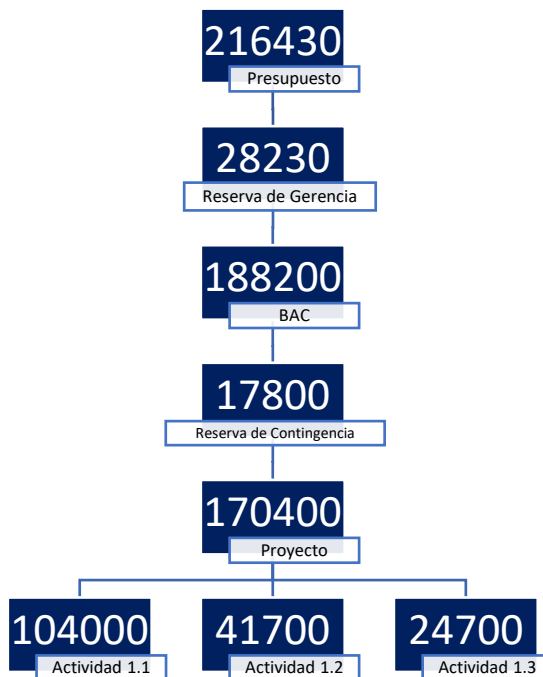 216430
Presupuesto
28230
Reserva de Gerencia
188200
BAC
17800
Reserva de Contingencia
170400
Proyecto
104000
Actividad 1.1
41700
Actividad 1.2
24700
Actividad 1.3